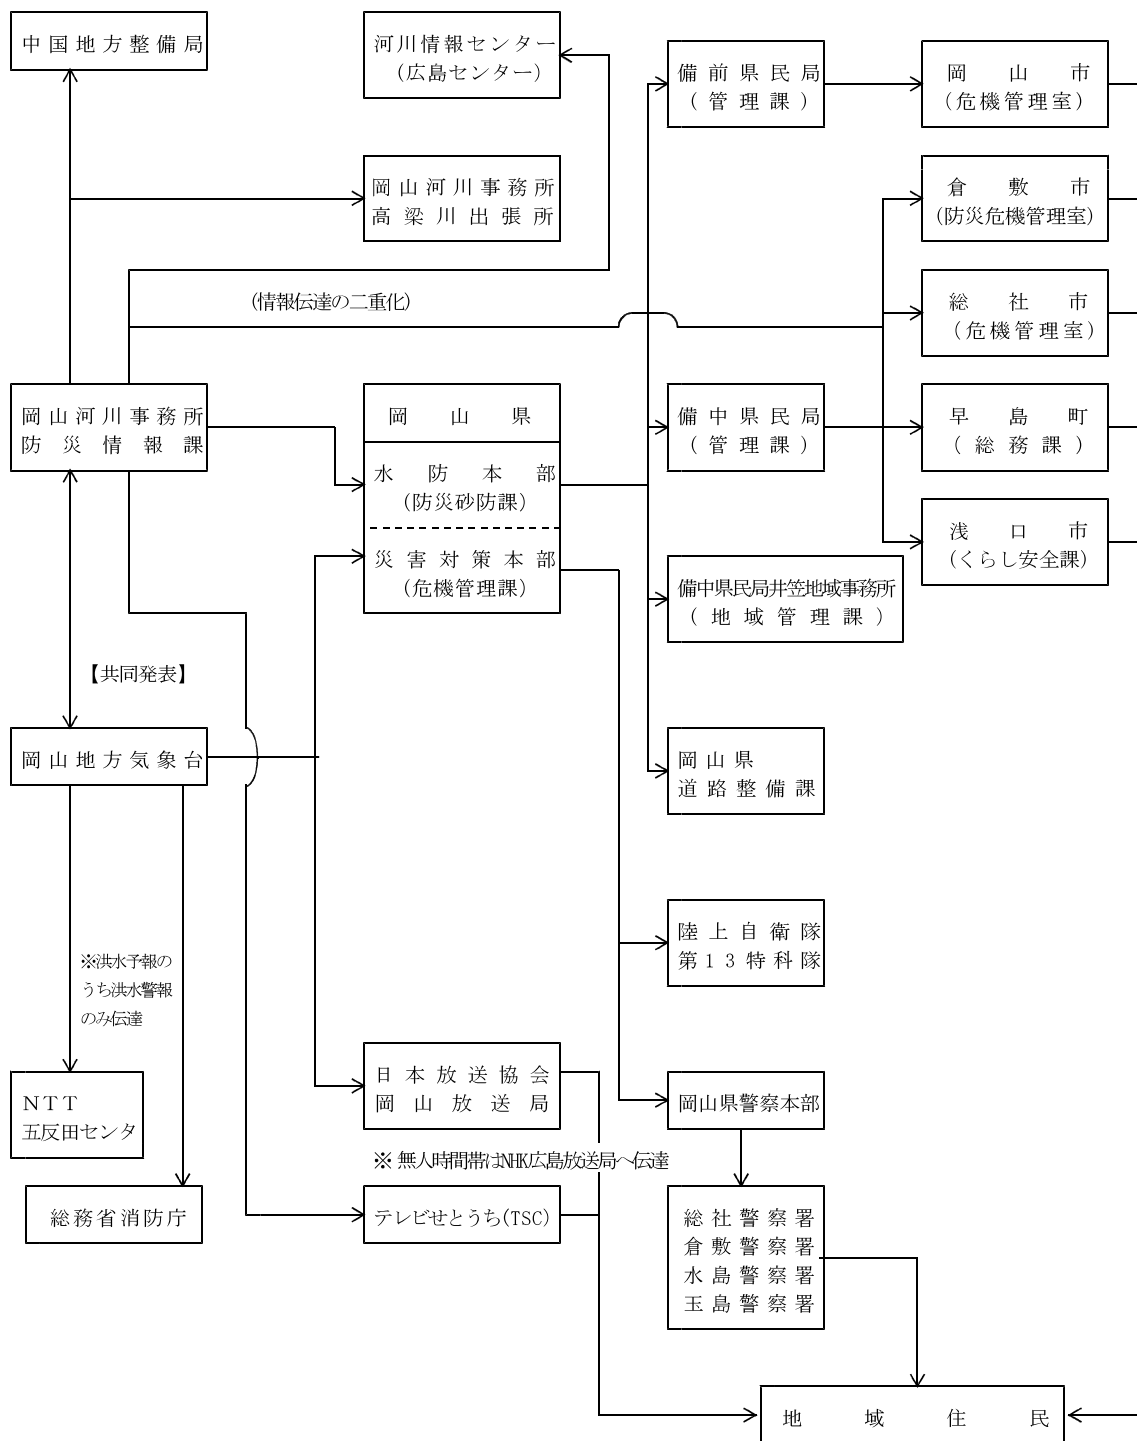 中国地方整備局
河川情報センター
（広島センター）
備前県民局
（管理課）
岡山市
（危機管理室）
岡山河川事務所
高梁川出張所
倉敷市
（防災危機管理室）
（情報伝達の二重化）
総社市
（危機管理室）
岡山河川事務所
防災情報課
岡山県
水防本部
（防災砂防課）
災害対策本部
（危機管理課）
備中県民局
（管理課）
早島町
（総務課）
浅口市
（くらし安全課）
備中県民局井笠地域事務所
（地域管理課）
【共同発表】
岡山地方気象台
岡山県
道路整備課
陸上自衛隊
第１３特科隊
※洪水予報の
うち洪水警報
のみ伝達
日本放送協会
岡山放送局
ＮＴＴ
五反田センタ
岡山県警察本部
※ 無人時間帯はNHK広島放送局へ伝達
総務省消防庁
テレビせとうち(TSC)
総社警察署
倉敷警察署
水島警察署
玉島警察署
地域住民